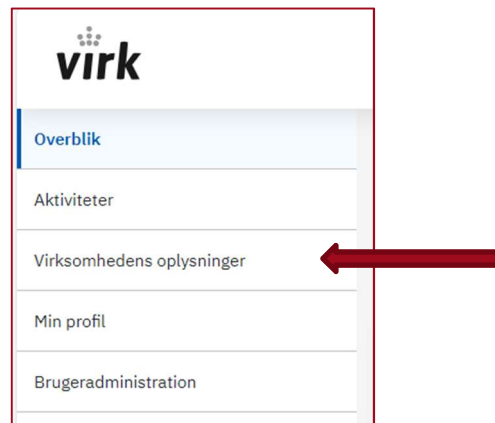 virk
Overblik
Aktiviteter
Virksomhedens oplysninger
Min profil
Brugeradministration